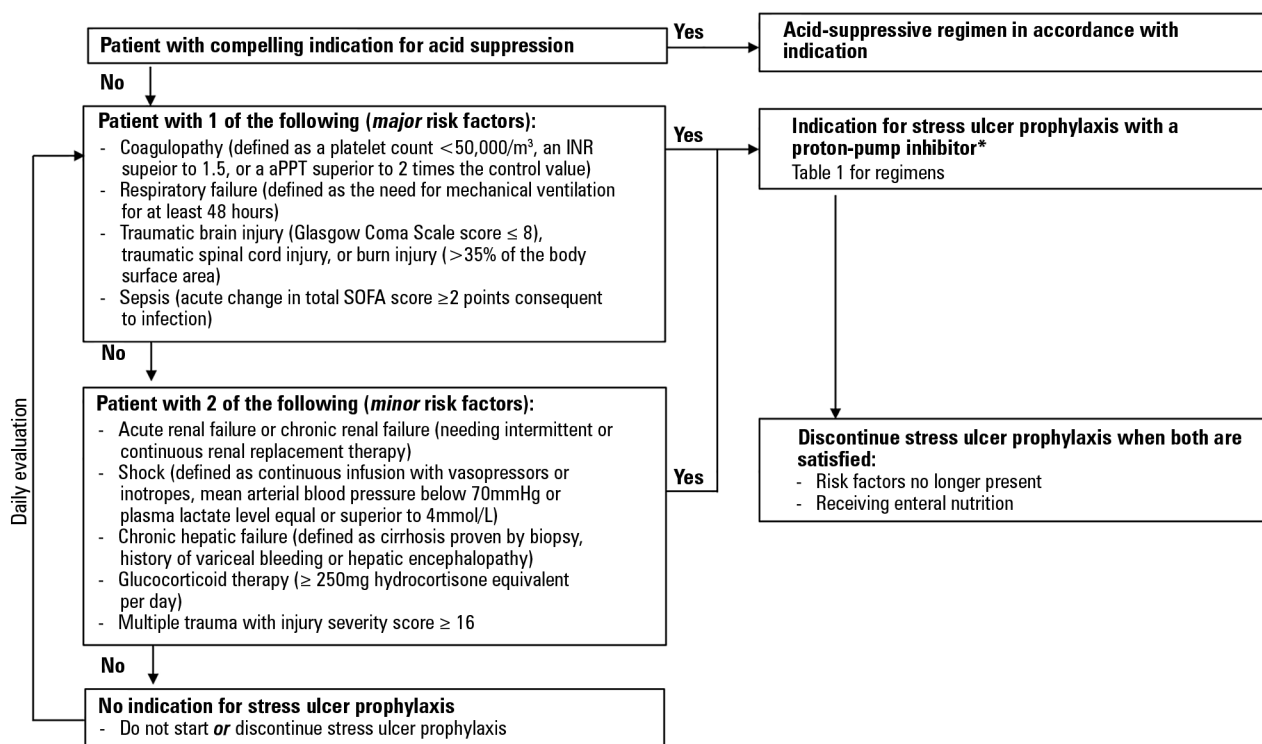 Patient with compelling indication for acid suppression
Yes
Acid-suppressive regimen in accordance with
indication
No
Patient with 1 of the following (major risk factors):
- Coagulopathy (defined as a platelet count <50,000/m³, an INR
supeior to 1.5, or a aPPT superior to 2 times the control value)
- Respiratory failure (defined as the need for mechanical ventilation
for at least 48 hours)
- Traumatic brain injury (Glasgow Coma Scale score ≤ 8),
traumatic spinal cord injury, or burn injury (>35% of the body
surface area)
- Sepsis (acute change in total SOFA score ≥2 points consequent
to infection)
Yes
Indication for stress ulcer prophylaxis with a
proton-pump inhibitor*
Table 1 for regimens
No
Patient with 2 of the following (minor risk factors):
- Acute renal failure or chronic renal failure (needing intermittent or
continuous renal replacement therapy)
- Shock (defined as continuous infusion with vasopressors or
inotropes, mean arterial blood pressure below 70mmHg or
plasma lactate level equal or superior to 4mmol/L)
- Chronic hepatic failure (defined as cirrhosis proven by biopsy,
history of variceal bleeding or hepatic encephalopathy)
- Glucocorticoid therapy (≥ 250mg hydrocortisone equivalent
per day)
- Multiple trauma with injury severity score ≥ 16
Yes
Discontinue stress ulcer prophylaxis when both are
satisfied:
- Risk factors no longer present
- Receiving enteral nutrition
Daily evaluation
No
No indication for stress ulcer prophylaxis
- Do not start or discontinue stress ulcer prophylaxis